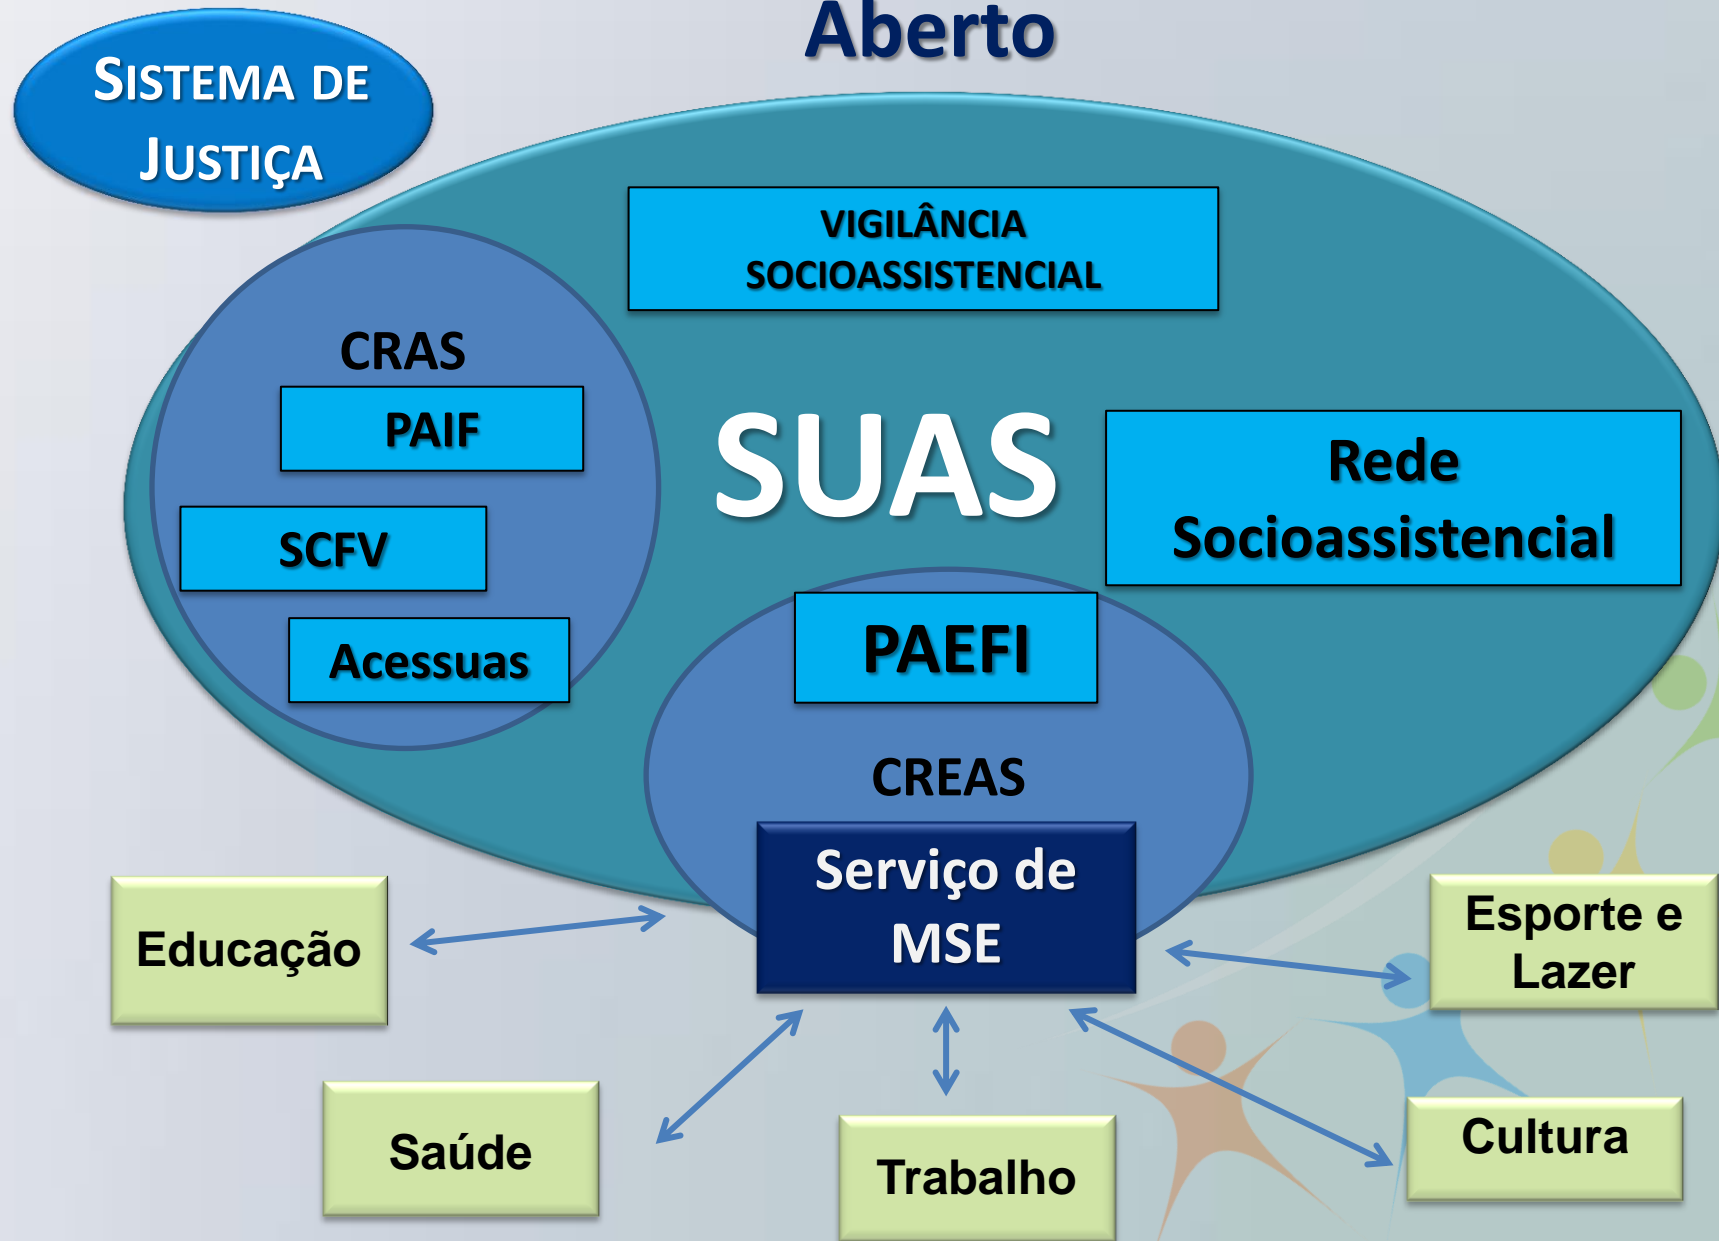 Aberto
SISTEMA DE
JUSTIÇA
VIGILÂNCIA
SOCIOASSISTENCIAL
CRAS
PAIF
SUAS
Rede
Socioassistencial
SCFV
Acessuas
PAEFI
CREAS
Serviço de
MSE
Educação
Esporte e
Lazer
Saúde
Trabalho
Cultura